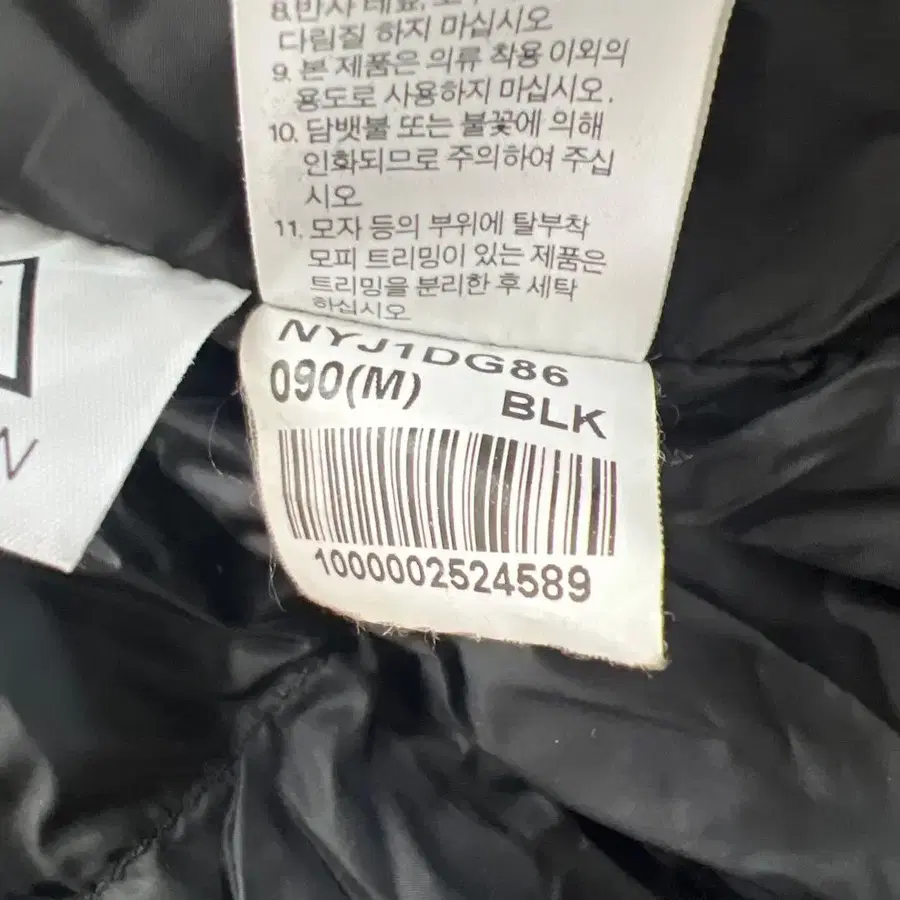 8.반사 테잎,
다림질 하지 마십시오
9. 본 제품은 의류 착용 이외의
용도로 사용하지 마십시오.
10. 담뱃불 또는 불꽃에 의해
인화되므로 주의하여 주십
시오
11. 모자 등의 부위에 탈부착
모피 트리밍이 있는 제품은
트리밍을 분리한 후 세탁
하십시오
NYJ1DG86
090(M) BLK
1000002524589